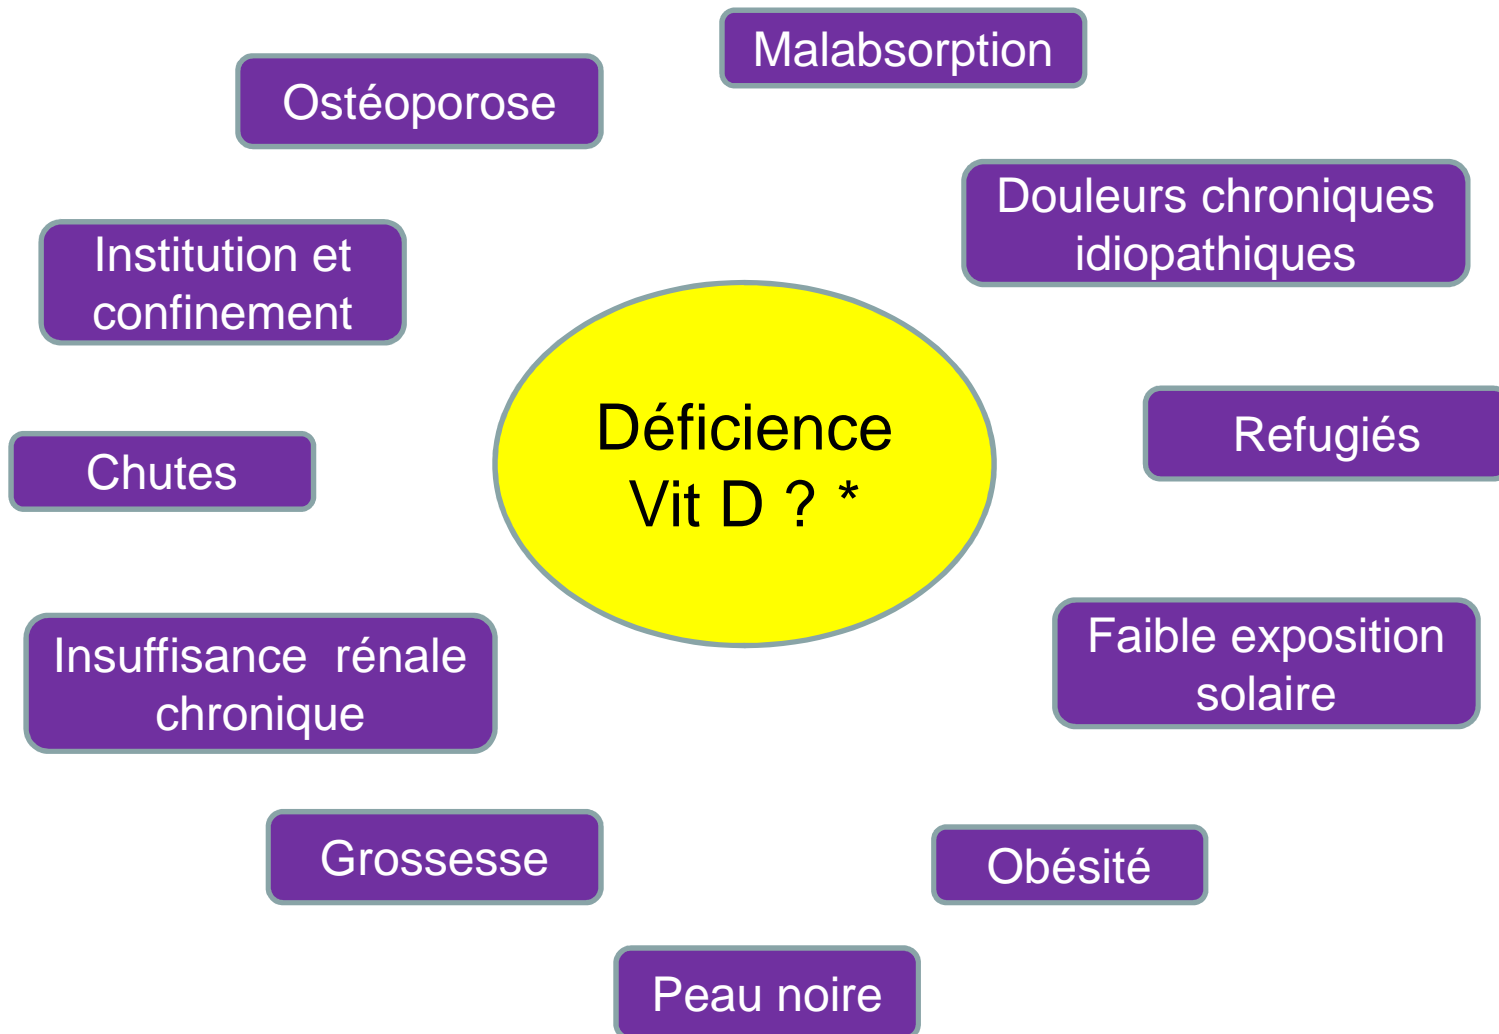 Malabsorption
Ostéoporose
Douleurs chroniques
idiopathiques
Institution et
confinement
Déficience
Vit D ? *
Refugiés
Chutes
Insuffisance rénale
chronique
Faible exposition
solaire
Grossesse
Obésité
Peau noire